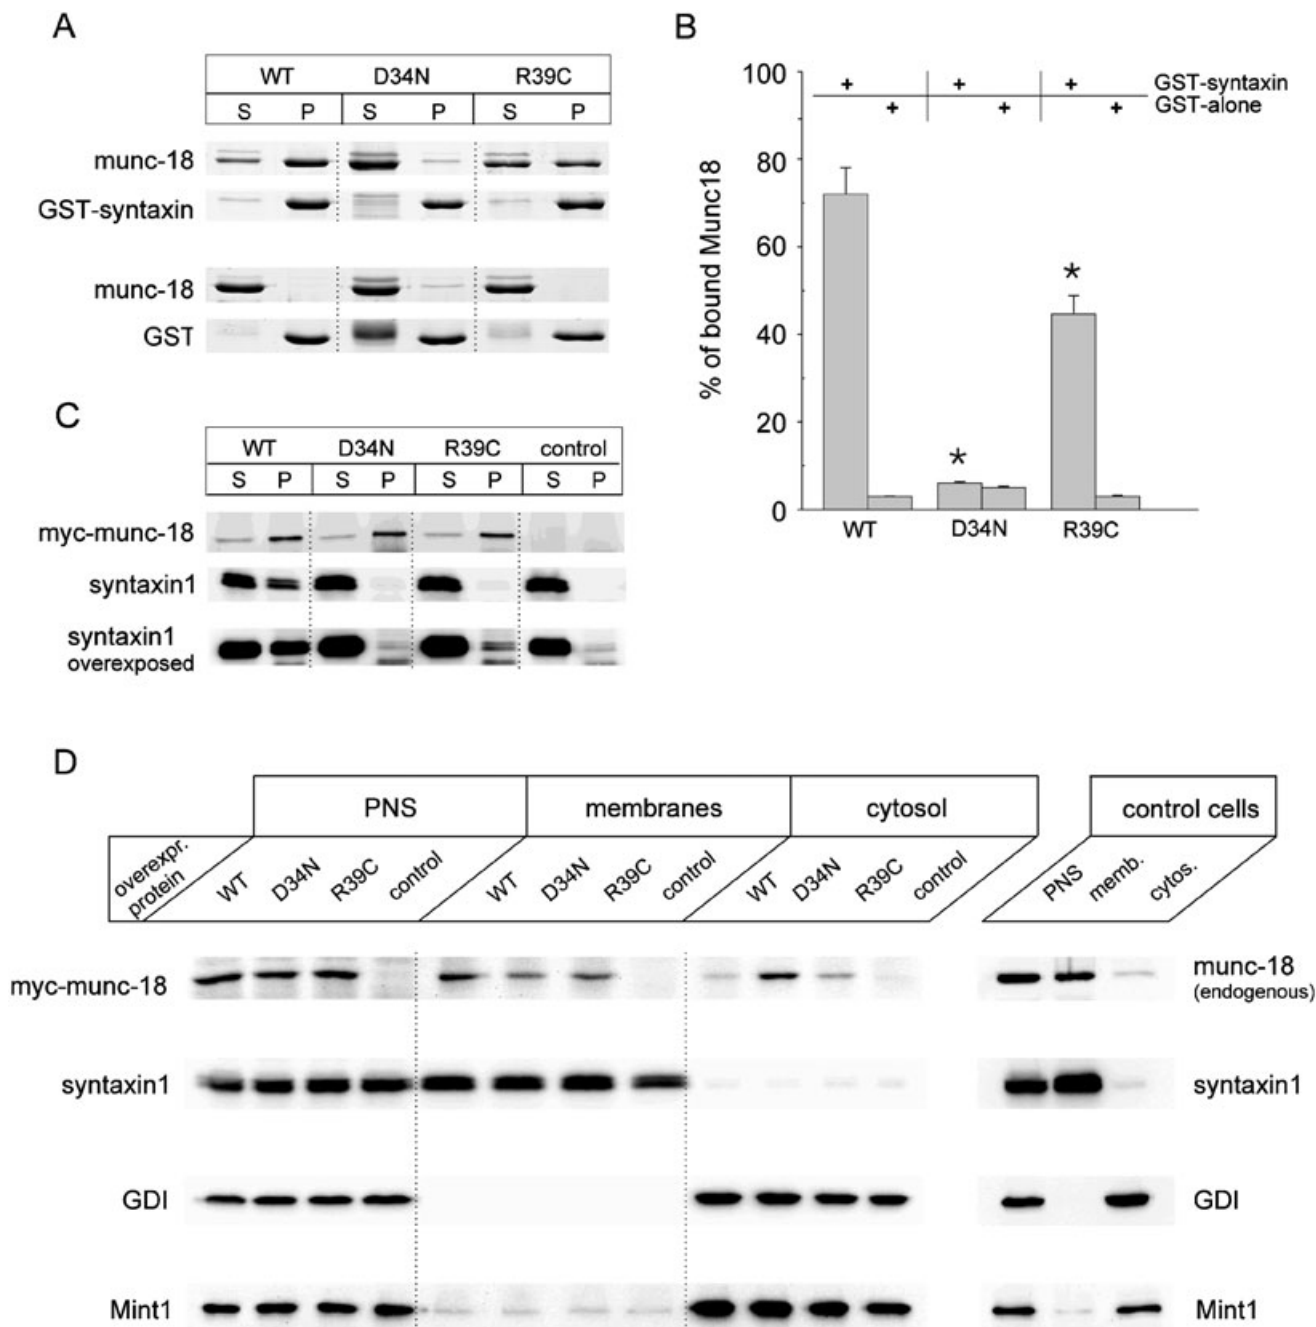 A
WT D34N R39C
S P S P S P
munc-18
GST-syntaxin
munc-18
GST
B
100
80
60
40
20
0
% of bound Munc18
+ + + GST-syntaxin
+ + + GST-alone
*
*
WT D34N R39C
C
WT D34N R39C control
S P S P S P S P
myc-munc-18
syntaxin1
syntaxin1
overexposed
D
PNS membranes cytosol control cells
overexpr.
protein
WT D34N R39C control WT D34N R39C control WT D34N R39C control PNS memb. cytos.
myc-munc-18 munc-18
(endogenous)
syntaxin1 syntaxin1
GDI GDI
Mint1 Mint1